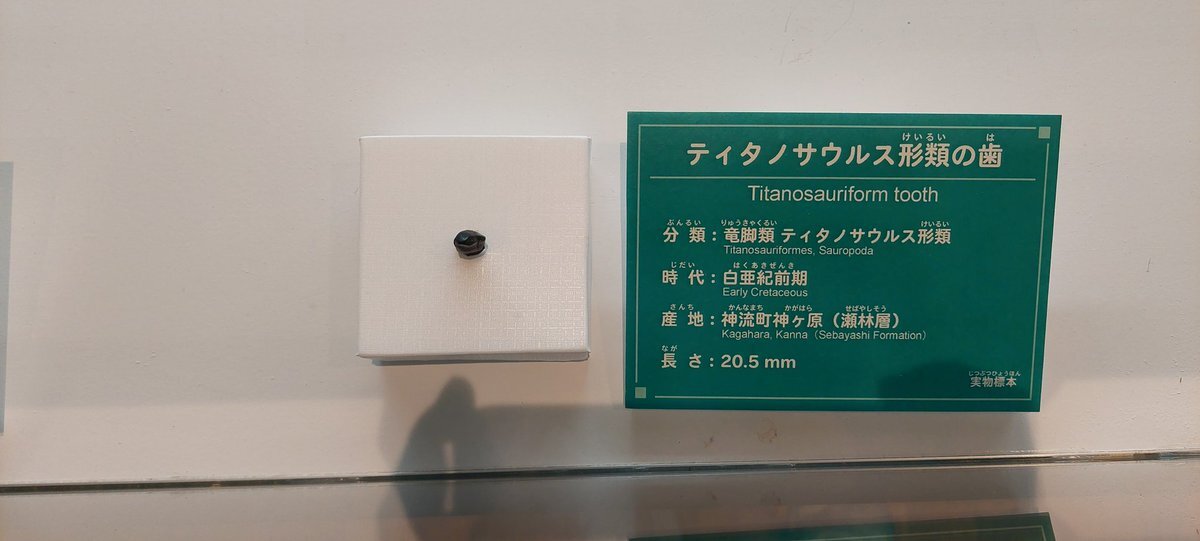 けいるい は
ティタノサウルス形類の歯
Titanosauriform tooth
ぶんるい りゅうきゃくるい けいるい
分 類：竜脚類 ティタノサウルス形類
Titanosauriformes, Sauropoda
じだい はくあきぜんき
時 代：白亜紀前期
Early Cretaceous
さんち かんなまち かがはら せばやしそう
産 地：神流町神ヶ原（瀬林層）
Kagahara, Kanna（Sebayashi Formation）
なが
長 さ：20.5 mm
じつぶつひょうほん
実物標本